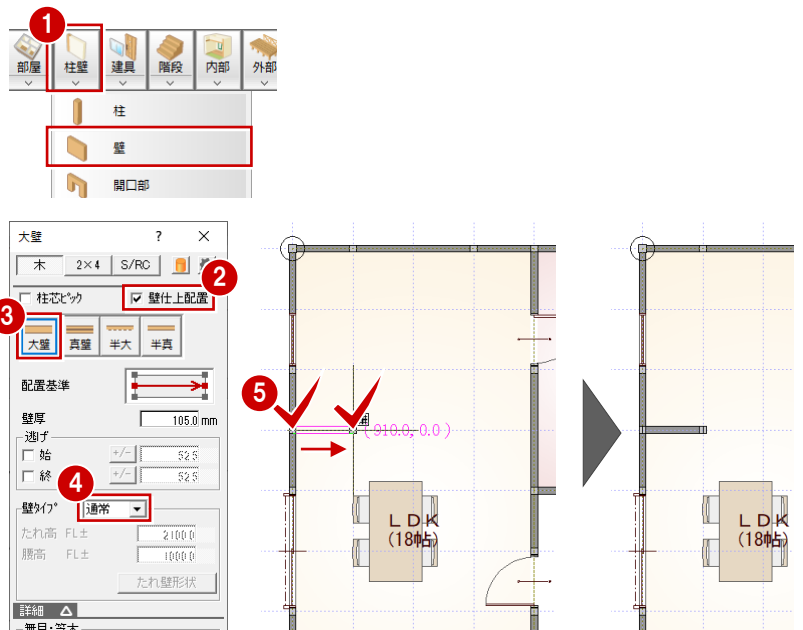 1
部屋 柱壁 建具 階段 内部 外部
柱
壁
開口部
大壁 ? ×
木 2×4 S/RC
2
柱芯ﾋﾟｯｸ 壁仕上配置
3
大壁 真壁 半大 半真
配置基準
壁厚 105.0 mm
逃げ
始 +/- 52.5
終 +/- 52.5
4
壁ﾀｲﾌﾟ 通常
たれ高 FL± 2100.0
腰高 FL± 1000.0
たれ壁形状
詳細
無目・笠木
5
( 910.0, 0.0 )
ＬＤＫ
(18帖)
ＬＤＫ
(18帖)